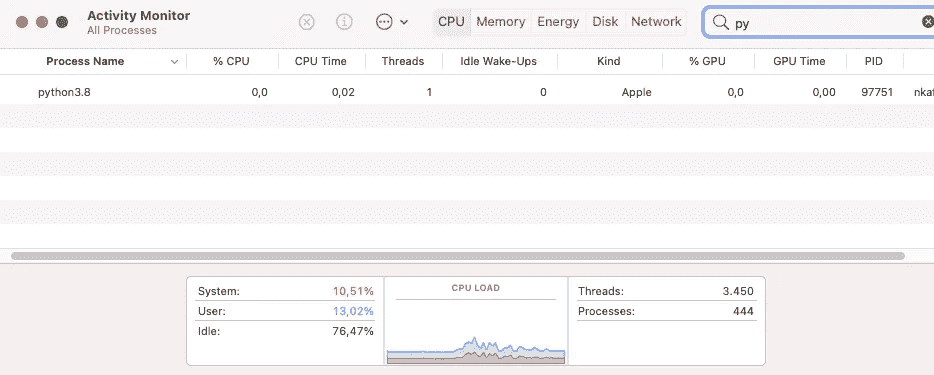 Activity Monitor
All Processes
CPU Memory Energy Disk Network
py
Process Name % CPU CPU Time Threads Idle Wake-Ups Kind % GPU GPU Time PID
python3.8 0,0 0,02 1 0 Apple 0,0 0,00 97751 nkaf
System: 10,51%
User: 13,02%
Idle: 76,47%
CPU LOAD
Threads: 3.450
Processes: 444